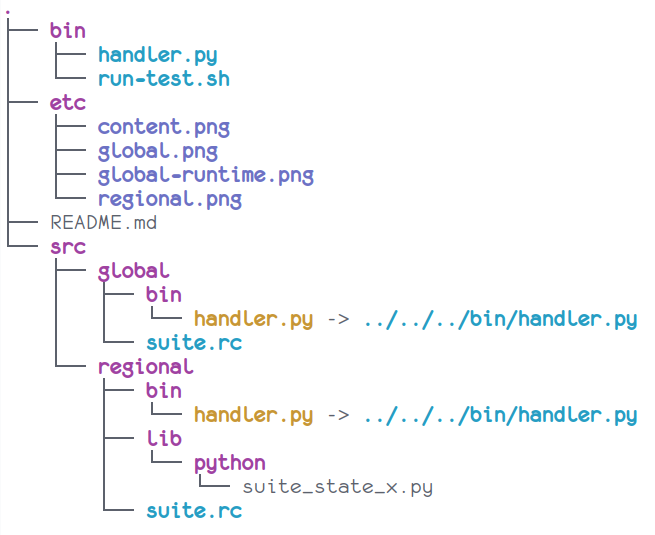 .
├── bin
│   ├── handler.py
│   └── run-test.sh
├── etc
│   ├── content.png
│   ├── global.png
│   ├── global-runtime.png
│   └── regional.png
├── README.md
└── src
    ├── global
    │   ├── bin
    │   │   └── handler.py -> ../../../bin/handler.py
    │   └── suite.rc
    └── regional
        ├── bin
        │   └── handler.py -> ../../../bin/handler.py
        ├── lib
        │   └── python
        │       └── suite_state_x.py
        └── suite.rc